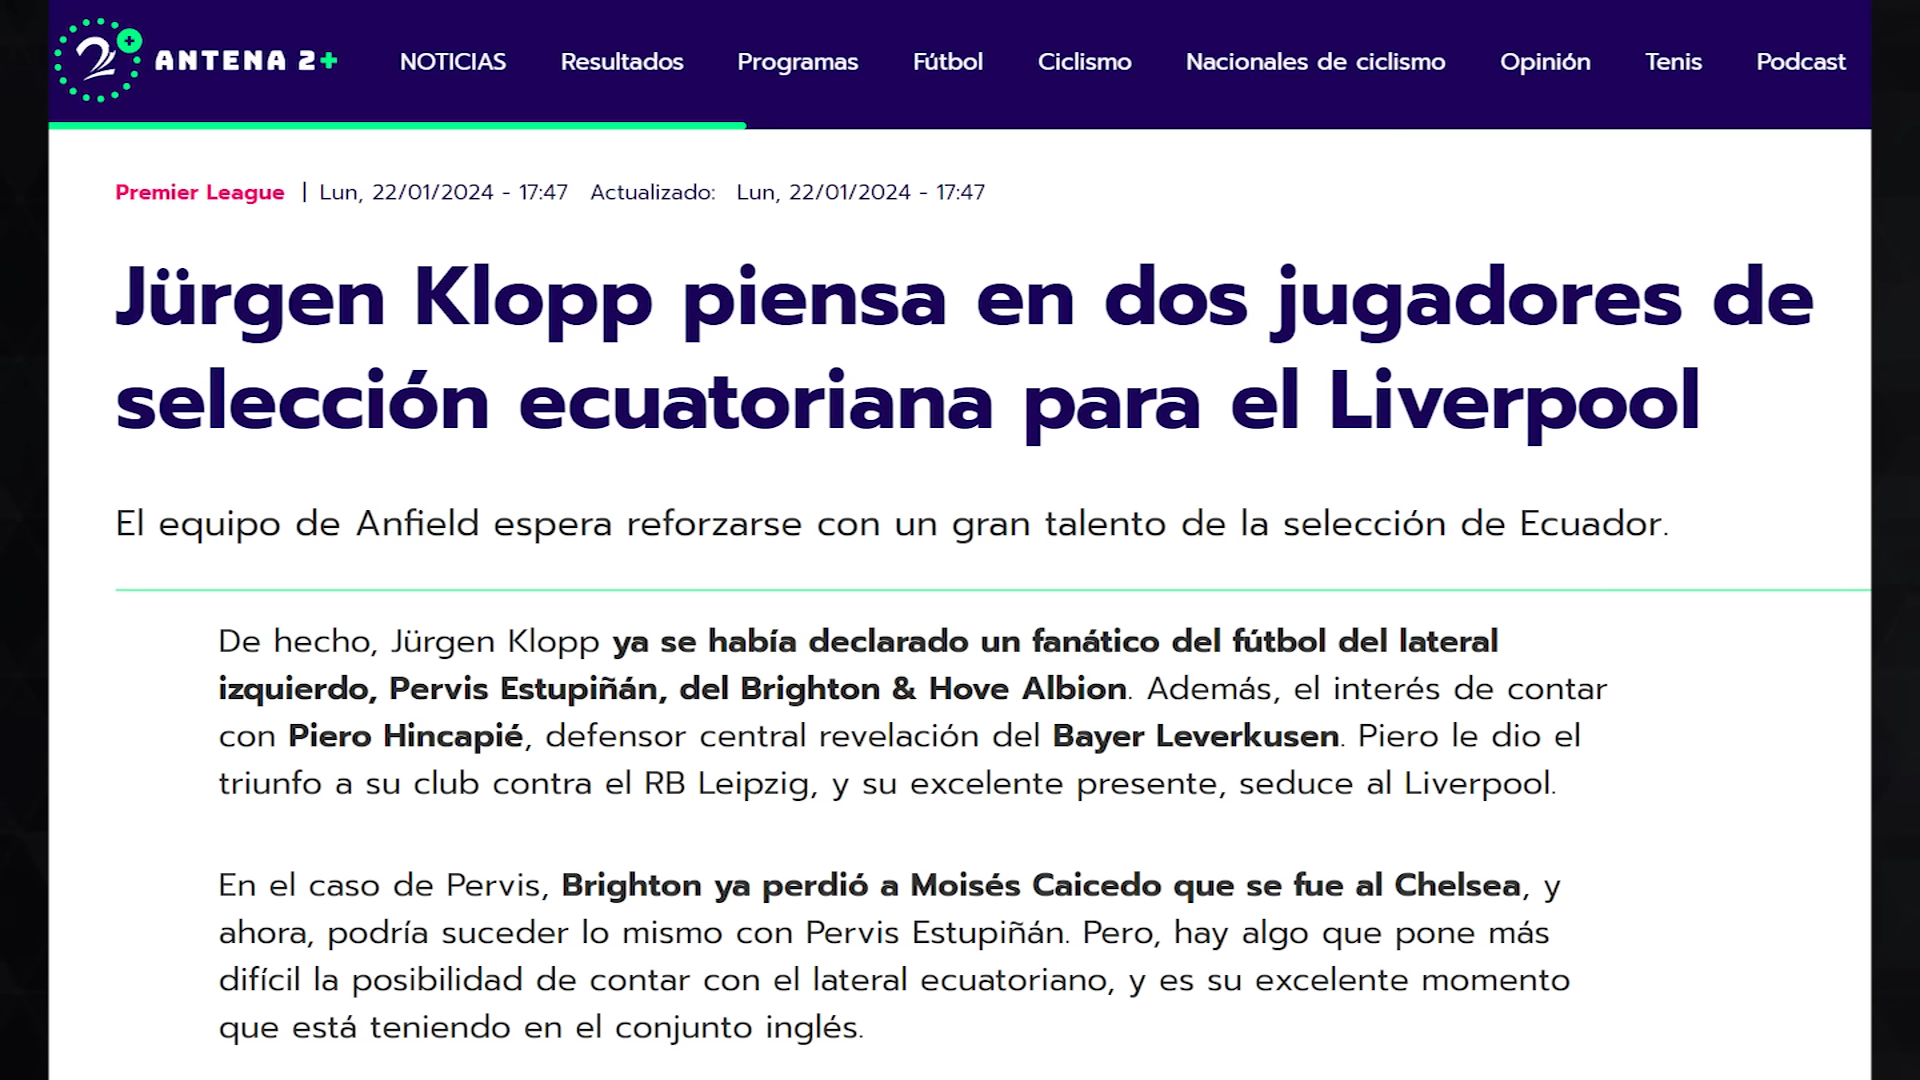 2+ ANTENA 2+ NOTICIAS Resultados Programas Fútbol Ciclismo Nacionales de ciclismo Opinión Tenis Podcast
Premier League | Lun, 22/01/2024 - 17:47 Actualizado: Lun, 22/01/2024 - 17:47
Jürgen Klopp piensa en dos jugadores de
selección ecuatoriana para el Liverpool
El equipo de Anfield espera reforzarse con un gran talento de la selección de Ecuador.
De hecho, Jürgen Klopp ya se había declarado un fanático del fútbol del lateral
izquierdo, Pervis Estupiñán, del Brighton & Hove Albion. Además, el interés de contar
con Piero Hincapié, defensor central revelación del Bayer Leverkusen. Piero le dio el
triunfo a su club contra el RB Leipzig, y su excelente presente, seduce al Liverpool.
En el caso de Pervis, Brighton ya perdió a Moisés Caicedo que se fue al Chelsea, y
ahora, podría suceder lo mismo con Pervis Estupiñán. Pero, hay algo que pone más
difícil la posibilidad de contar con el lateral ecuatoriano, y es su excelente momento
que está teniendo en el conjunto inglés.